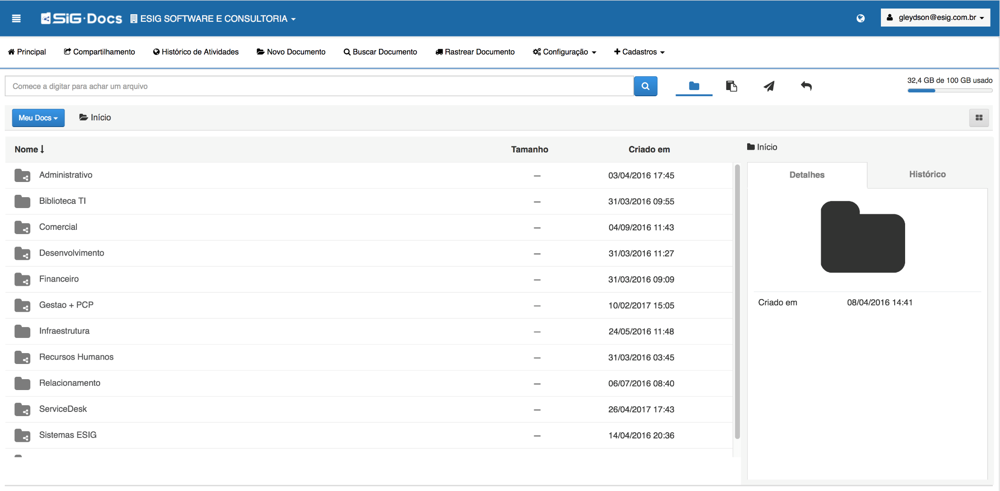 SiG·Docs ESIG SOFTWARE E CONSULTORIA gleydson@esig.com.br
Principal Compartilhamento Histórico de Atividades Novo Documento Buscar Documento Rastrear Documento Configuração Cadastros
Comece a digitar para achar um arquivo 32,4 GB de 100 GB usado
Meu Docs Início
Nome Tamanho Criado em
Administrativo — 03/04/2016 17:45
Biblioteca TI — 31/03/2016 09:55
Comercial — 04/09/2016 11:43
Desenvolvimento — 31/03/2016 11:27
Financeiro — 31/03/2016 09:09
Gestao + PCP — 10/02/2017 15:05
Infraestrutura — 24/05/2016 11:48
Recursos Humanos — 31/03/2016 03:45
Relacionamento — 06/07/2016 08:40
ServiceDesk — 26/04/2017 17:43
Sistemas ESIG — 14/04/2016 20:36
Início
Detalhes Histórico
Criado em 08/04/2016 14:41